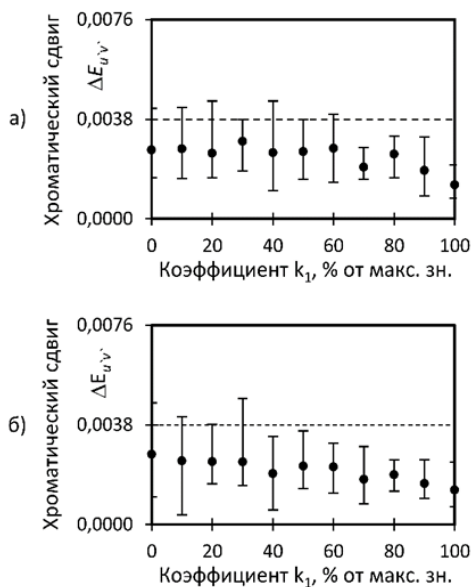 а)
Хроматический сдвиг
ΔE u`v`
0,0076
0,0038
0,0000
0 20 40 60 80 100
Коэффициент k1, % от макс. зн.
б)
Хроматический сдвиг
ΔE u`v`
0,0076
0,0038
0,0000
0 20 40 60 80 100
Коэффициент k1, % от макс. зн.